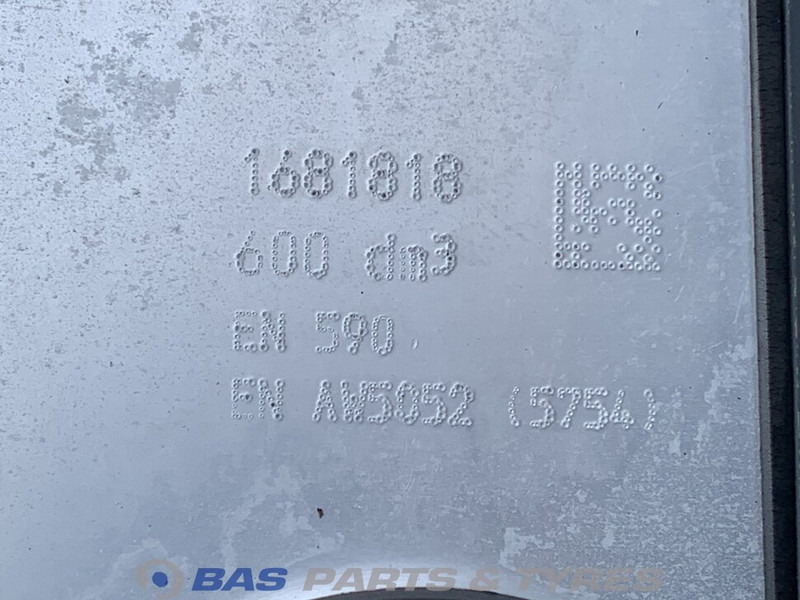 1681818
600 dm3
EN 590
EN AW5052 (5754)
BAS PARTS & TYRES